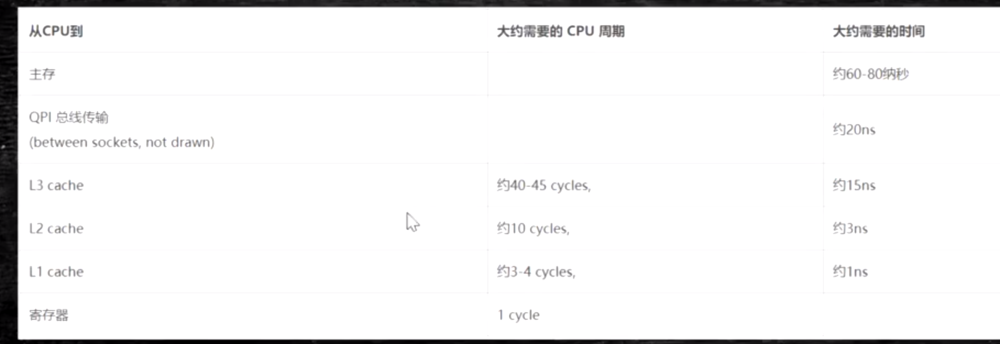 从CPU到 大约需要的 CPU 周期 大约需要的时间
主存 约60-80纳秒
QPI 总线传输
(between sockets, not drawn) 约20ns
L3 cache 约40-45 cycles, 约15ns
L2 cache 约10 cycles, 约3ns
L1 cache 约3-4 cycles, 约1ns
寄存器 1 cycle